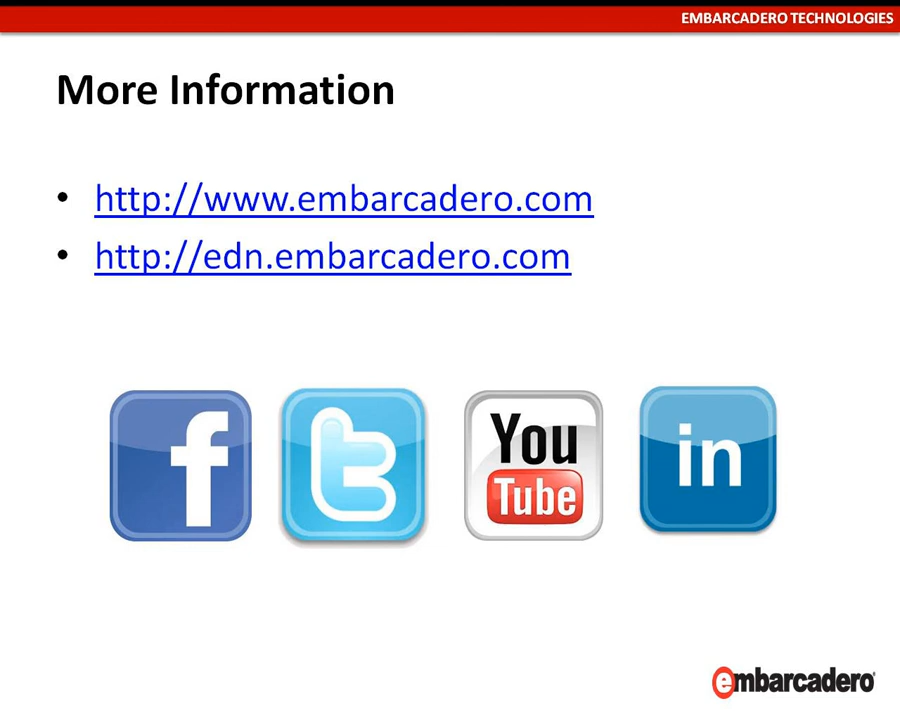 EMBARCADERO TECHNOLOGIES
More Information
• http://www.embarcadero.com
• http://edn.embarcadero.com
f
t
You
Tube
in
embarcadero